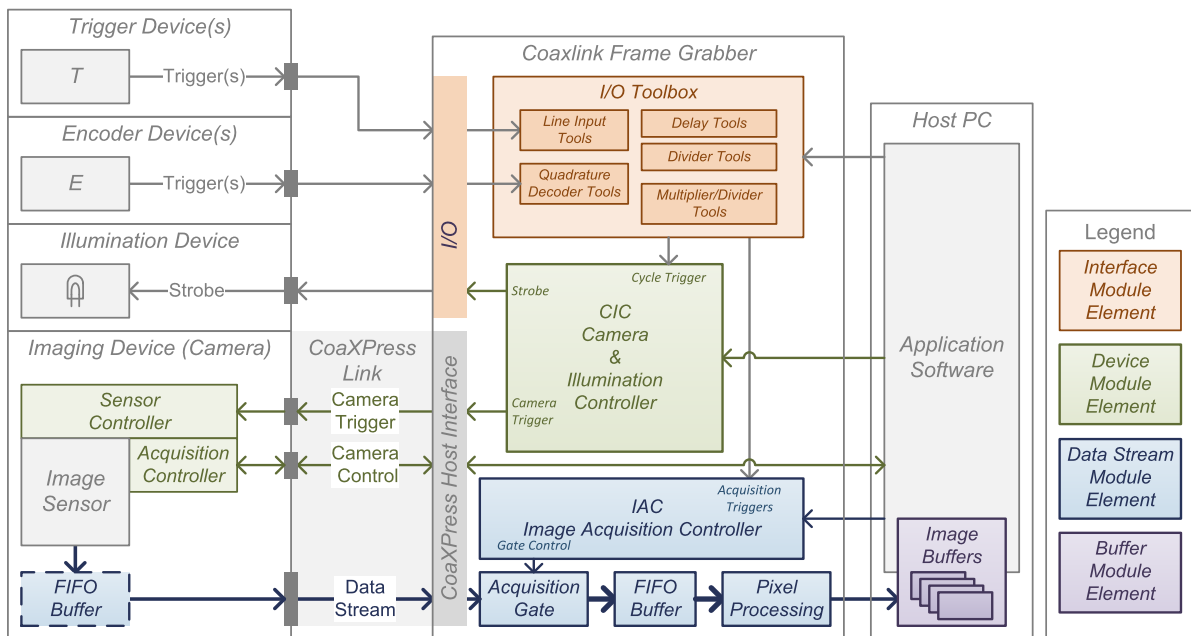 Trigger Device(s)
T
Trigger(s)
Encoder Device(s)
E
Trigger(s)
Illumination Device
Strobe
Imaging Device (Camera)
Sensor
Controller
Acquisition
Controller
Image
Sensor
FIFO
Buffer
CoaXPress
Link
Camera
Trigger
Camera
Control
Data
Stream
Coaxlink Frame Grabber
I/O
CoaXPress Host Interface
I/O Toolbox
Line Input
Tools
Quadrature
Decoder Tools
Delay Tools
Divider Tools
Multiplier/Divider
Tools
Cycle Trigger
Strobe
CIC
Camera
&
Illumination
Controller
Camera
Trigger
Acquisition
Triggers
IAC
Image Acquisition Controller
Gate Control
Acquisition
Gate
FIFO
Buffer
Pixel
Processing
Host PC
Application
Software
Image
Buffers
Legend
Interface
Module
Element
Device
Module
Element
Data Stream
Module
Element
Buffer
Module
Element